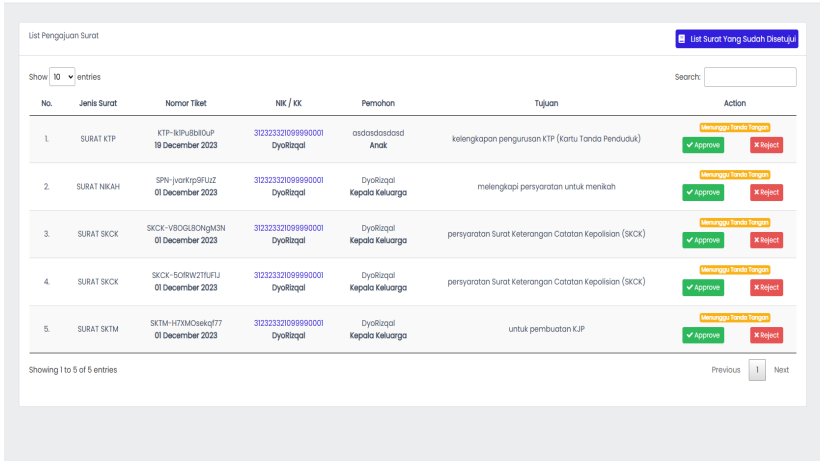 List Pengajuan Surat
List Surat Yang Sudah Disetujui
Show 10 entries
Search:
No. Jenis Surat Nomor Tiket NIK / KK Pemohon Tujuan Action
Menunggu Tanda Tangan
1. SURAT KTP KTP-lklPu8bII0uP 3123233210999990001 asdasdasdasd kelengkapan pengurusan KTP (Kartu Tanda Penduduk)
19 December 2023 DyoRizqal Anak Approve Reject
Menunggu Tanda Tangan
2. SURAT NIKAH SPN-jvarKrp9FUzZ 3123233210999990001 DyoRizqal melengkapi persyaratan untuk menikah
01 December 2023 DyoRizqal Kepala Keluarga Approve Reject
Menunggu Tanda Tangan
3. SURAT SKCK SKCK-V8OGL8ONgM3N 3123233210999990001 DyoRizqal persyaratan Surat Keterangan Catatan Kepolisian (SKCK)
01 December 2023 DyoRizqal Kepala Keluarga Approve Reject
Menunggu Tanda Tangan
4. SURAT SKCK SKCK-5OfRW2TfUF1J 3123233210999990001 DyoRizqal persyaratan Surat Keterangan Catatan Kepolisian (SKCK)
01 December 2023 DyoRizqal Kepala Keluarga Approve Reject
Menunggu Tanda Tangan
5. SURAT SKTM SKTM-H7XMOsekqf77 3123233210999990001 DyoRizqal untuk pembuatan KJP
01 December 2023 DyoRizqal Kepala Keluarga Approve Reject
Showing 1 to 5 of 5 entries
Previous 1 Next